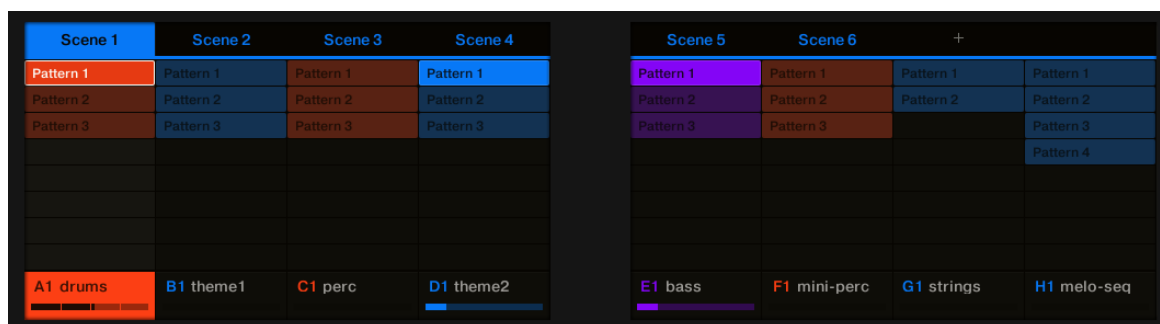 Scene 1 Scene 2 Scene 3 Scene 4 Scene 5 Scene 6 +
Pattern 1 Pattern 1 Pattern 1 Pattern 1 Pattern 1 Pattern 1 Pattern 1 Pattern 1
Pattern 2 Pattern 2 Pattern 2 Pattern 2 Pattern 2 Pattern 2 Pattern 2 Pattern 2
Pattern 3 Pattern 3 Pattern 3 Pattern 3 Pattern 3 Pattern 3 Pattern 3
Pattern 4
A1 drums B1 theme1 C1 perc D1 theme2 E1 bass F1 mini-perc G1 strings H1 melo-seq